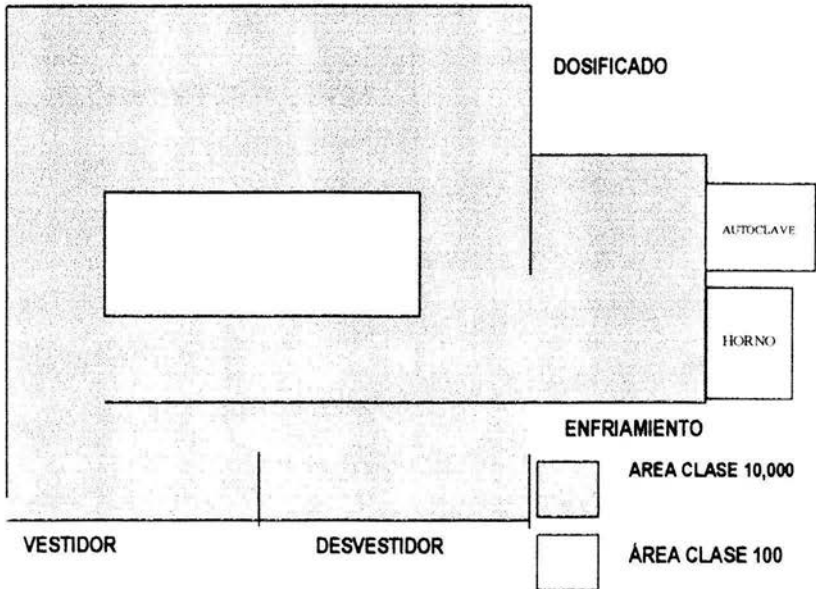 DOSIFICADO
AUTOCLAVE
HORNO
ENFRIAMIENTO
AREA CLASE 10,000
VESTIDOR
DESVESTIDOR
ÁREA CLASE 100